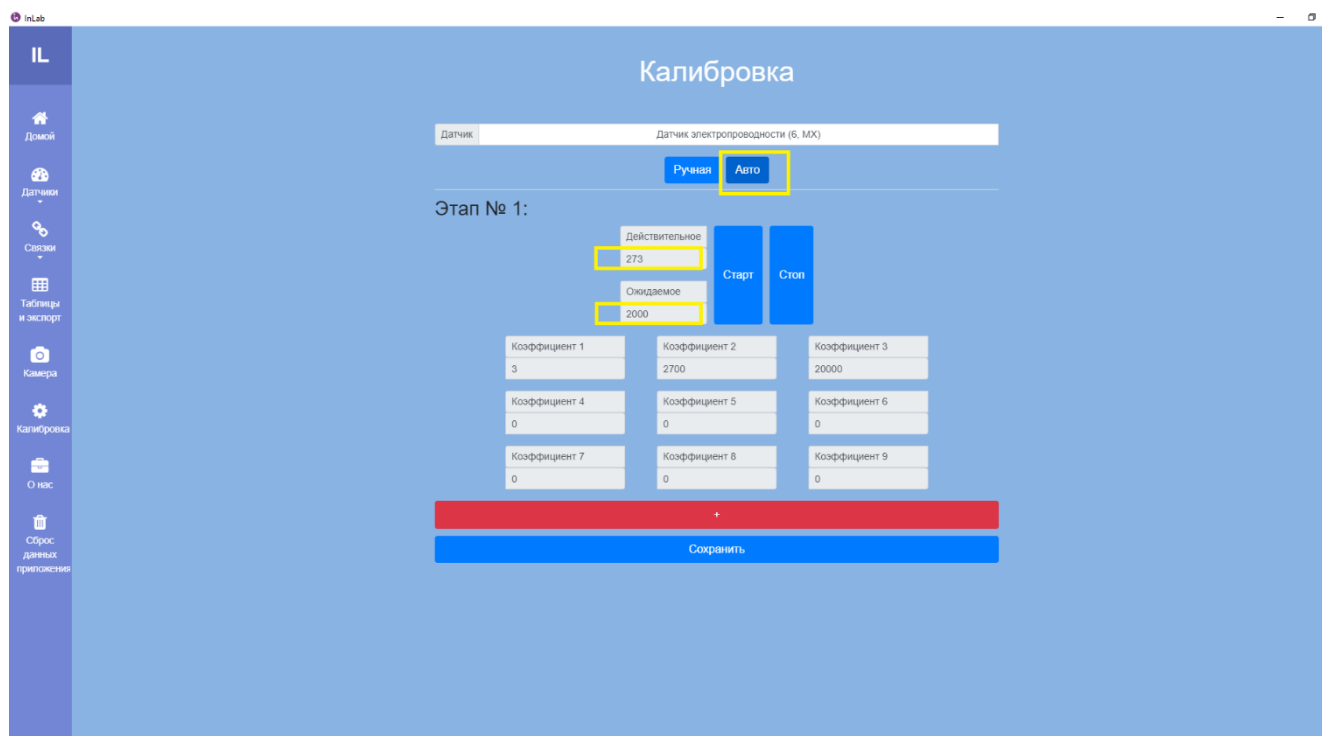 InLab
IL
Домой
Датчики
Связки
Таблицы
и экспорт
Камера
Калибровка
О нас
Сброс
данных
приложения
Калибровка
Датчик Датчик электропроводности (6, MX)
Ручная Авто
Этап № 1:
Действительное
273
Ожидаемое
2000
Старт Стоп
Коэффициент 1 Коэффициент 2 Коэффициент 3
3 2700 20000
Коэффициент 4 Коэффициент 5 Коэффициент 6
0 0 0
Коэффициент 7 Коэффициент 8 Коэффициент 9
0 0 0
+
Сохранить